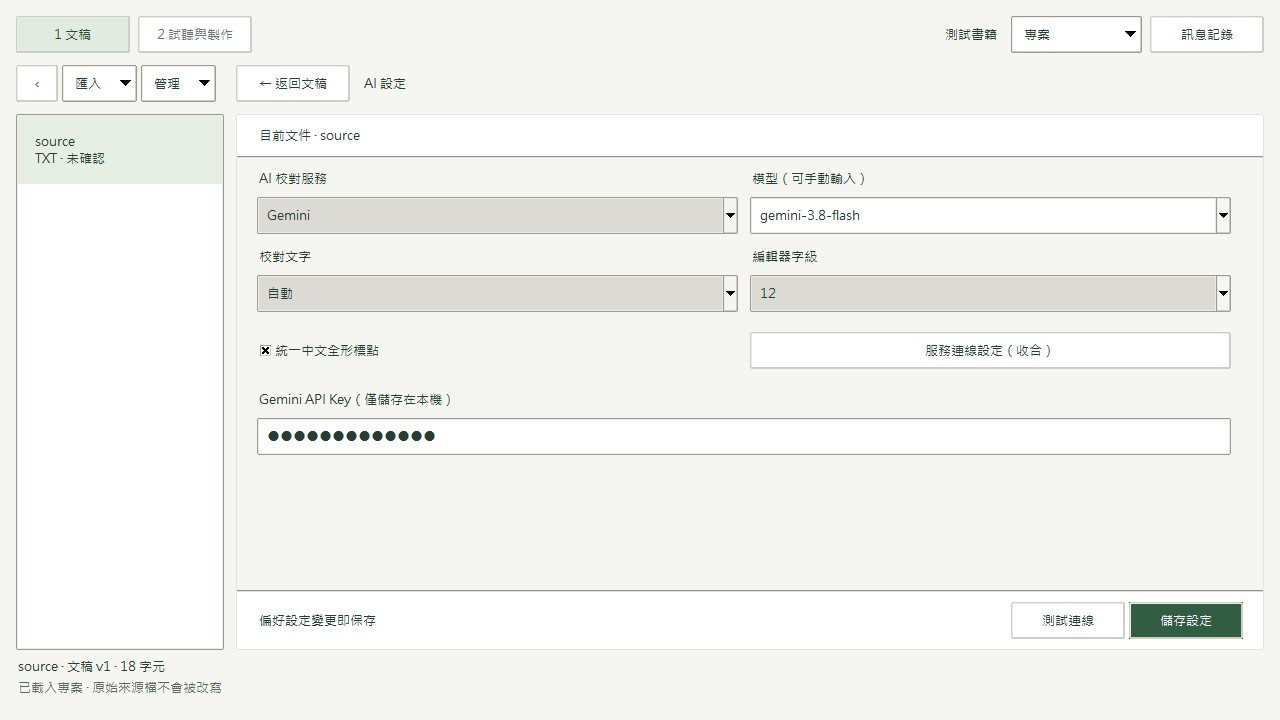 1 文稿
2 試聽與製作
測試書籍
專案
訊息記錄
‹
匯入
管理
← 返回文稿
AI 設定
source
TXT · 未確認
目前文件 · source
AI 校對服務
模型（可手動輸入）
Gemini
gemini-3.8-flash
校對文字
編輯器字級
自動
12
統一中文全形標點
服務連線設定（收合）
Gemini API Key（僅儲存在本機）
●●●●●●●●●●●●●
偏好設定變更即保存
測試連線
儲存設定
source · 文稿 v1 · 18 字元
已載入專案 · 原始來源檔不會被改寫